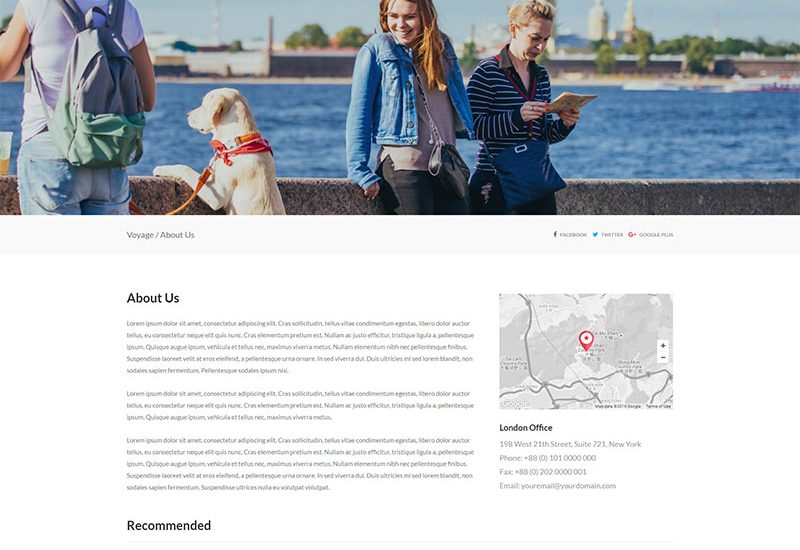 Voyage / About Us
FACEBOOK
TWITTER
GOOGLE PLUS
About Us
Lorem ipsum dolor sit amet, consectetur adipiscing elit. Cras sollicitudin, tellus vitae condimentum egestas, libero dolor auctor
tellus, eu consectetur neque elit quis nunc. Cras elementum pretium est. Nullam ac justo efficitur, tristique ligula a, pellentesque
ipsum. Quisque augue ipsum, vehicula et tellus nec, maximus viverra metus. Nullam elementum nibh nec pellentesque finibus.
Suspendisse laoreet velit at eros eleifend, a pellentesque urna ornare. In sed viverra dui. Duis ultricies mi sed lorem blandit, non
sodales sapien fermentum. Pellentesque sodales ipsum nisi.
Lorem ipsum dolor sit amet, consectetur adipiscing elit. Cras sollicitudin, tellus vitae condimentum egestas, libero dolor auctor
tellus, eu consectetur neque elit quis nunc. Cras elementum pretium est. Nullam ac justo efficitur, tristique ligula a, pellentesque
ipsum. Quisque augue ipsum, vehicula et tellus nec, maximus viverra metus.
Lorem ipsum dolor sit amet, consectetur adipiscing elit. Cras sollicitudin, tellus vitae condimentum egestas, libero dolor auctor
tellus, eu consectetur neque elit quis nunc. Cras elementum pretium est. Nullam ac justo efficitur, tristique ligula a, pellentesque
ipsum. Quisque augue ipsum, vehicula et tellus nec, maximus viverra metus. Nullam elementum nibh nec pellentesque finibus.
Suspendisse laoreet velit at eros eleifend, a pellentesque urna ornare. In sed viverra dui. Duis ultricies mi sed lorem blandit, non
sodales sapien fermentum. Suspendisse ultrices nulla eu volutpat volutpat.
Recommended
Country Park
Country Park
Country Park
+
−
Google
Map data ©2016 Google
Terms of Use
London Office
198 West 21th Street, Suite 721, New York
Phone: +88 (0) 101 0000 000
Fax: +88 (0) 202 0000 001
Email: youremail@yourdomain.com